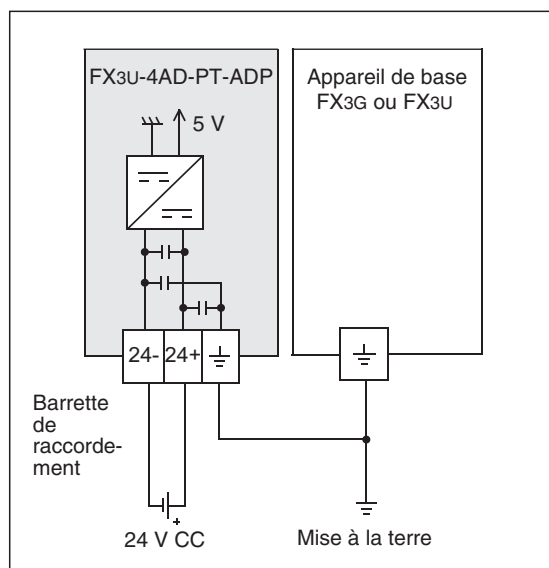 FX3U-4AD-PT-ADP
5 V
24-
24+
Barrette
de
raccorde-
ment
+
24 V CC
Appareil de base
FX3G ou FX3U
Mise à la terre